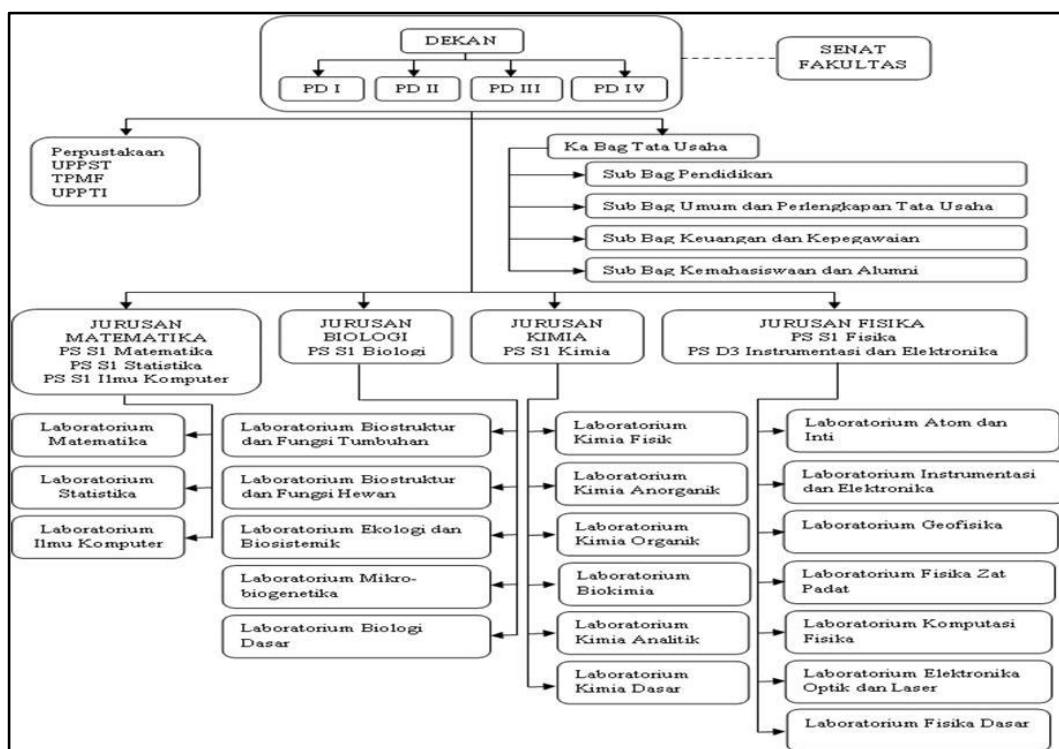 DEKAN
PD I
PD II
PD III
PD IV
SENAT
FAKULTAS
Perpustakaan
UPPST
TPMF
UPPTI
Ka Bag Tata Usaha
Sub Bag Pendidikan
Sub Bag Umum dan Perlengkapan Tata Usaha
Sub Bag Keuangan dan Kepegawaian
Sub Bag Kemahasiswaan dan Alumni
JURUSAN
MATEMATIKA
PS S1 Matematika
PS S1 Statistika
PS S1 Ilmu Komputer
JURUSAN
BIOLOGI
PS S1 Biologi
JURUSAN
KIMIA
PS S1 Kimia
JURUSAN FISIKA
PS S1 Fisika
PS D3 Instrumentasi dan Elektronika
Laboratorium
Matematika
Laboratorium
Statistika
Laboratorium
Ilmu Komputer
Laboratorium Biostruktur
dan Fungsi Tumbuhan
Laboratorium Biostruktur
dan Fungsi Hewan
Laboratorium Ekologi dan
Biosistemik
Laboratorium Mikro-
biogenetika
Laboratorium Biologi
Dasar
Laboratorium
Kimia Fisik
Laboratorium
Kimia Anorganik
Laboratorium
Kimia Organik
Laboratorium
Biokimia
Laboratorium
Kimia Analitik
Laboratorium
Kimia Dasar
Laboratorium Atom dan
Inti
Laboratorium Instrumentasi
dan Elektronika
Laboratorium Geofisika
Laboratorium Fisika Zat
Padat
Laboratorium Komputasi
Fisika
Laboratorium Elektronika
Optik dan Laser
Laboratorium Fisika Dasar